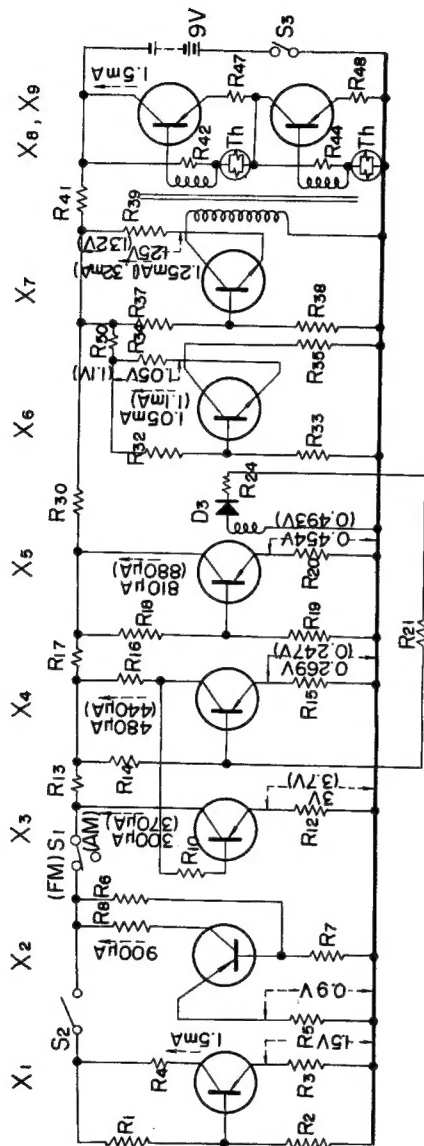 X1 X2 X3 X4 X5 X6 X7 X8, X9
S2
(FM) S1
(AM)
R13
R17
R30
R41
R1
R4
1.5mA
R2
R3
15V
R5
0.9V
900μA
R8
R6
R7
300μA
(370μA)
R10
R12
3V
(3.7V)
R14
480μA
(440μA)
R16
R15
0.269V
(0.247V)
R18
R19
810μA
(880μA)
R20
0.454V
(0.493V)
D3
R24
R21
R32
R33
1.05mA
(1.1mA)
R34
1.05V
(1.1V)
R35
R37
R38
1.25mA(1.32mA)
1.25V
(1.32V)
R39
R42
Th
R44
Th
1.5mA
R47
R48
9V
S3